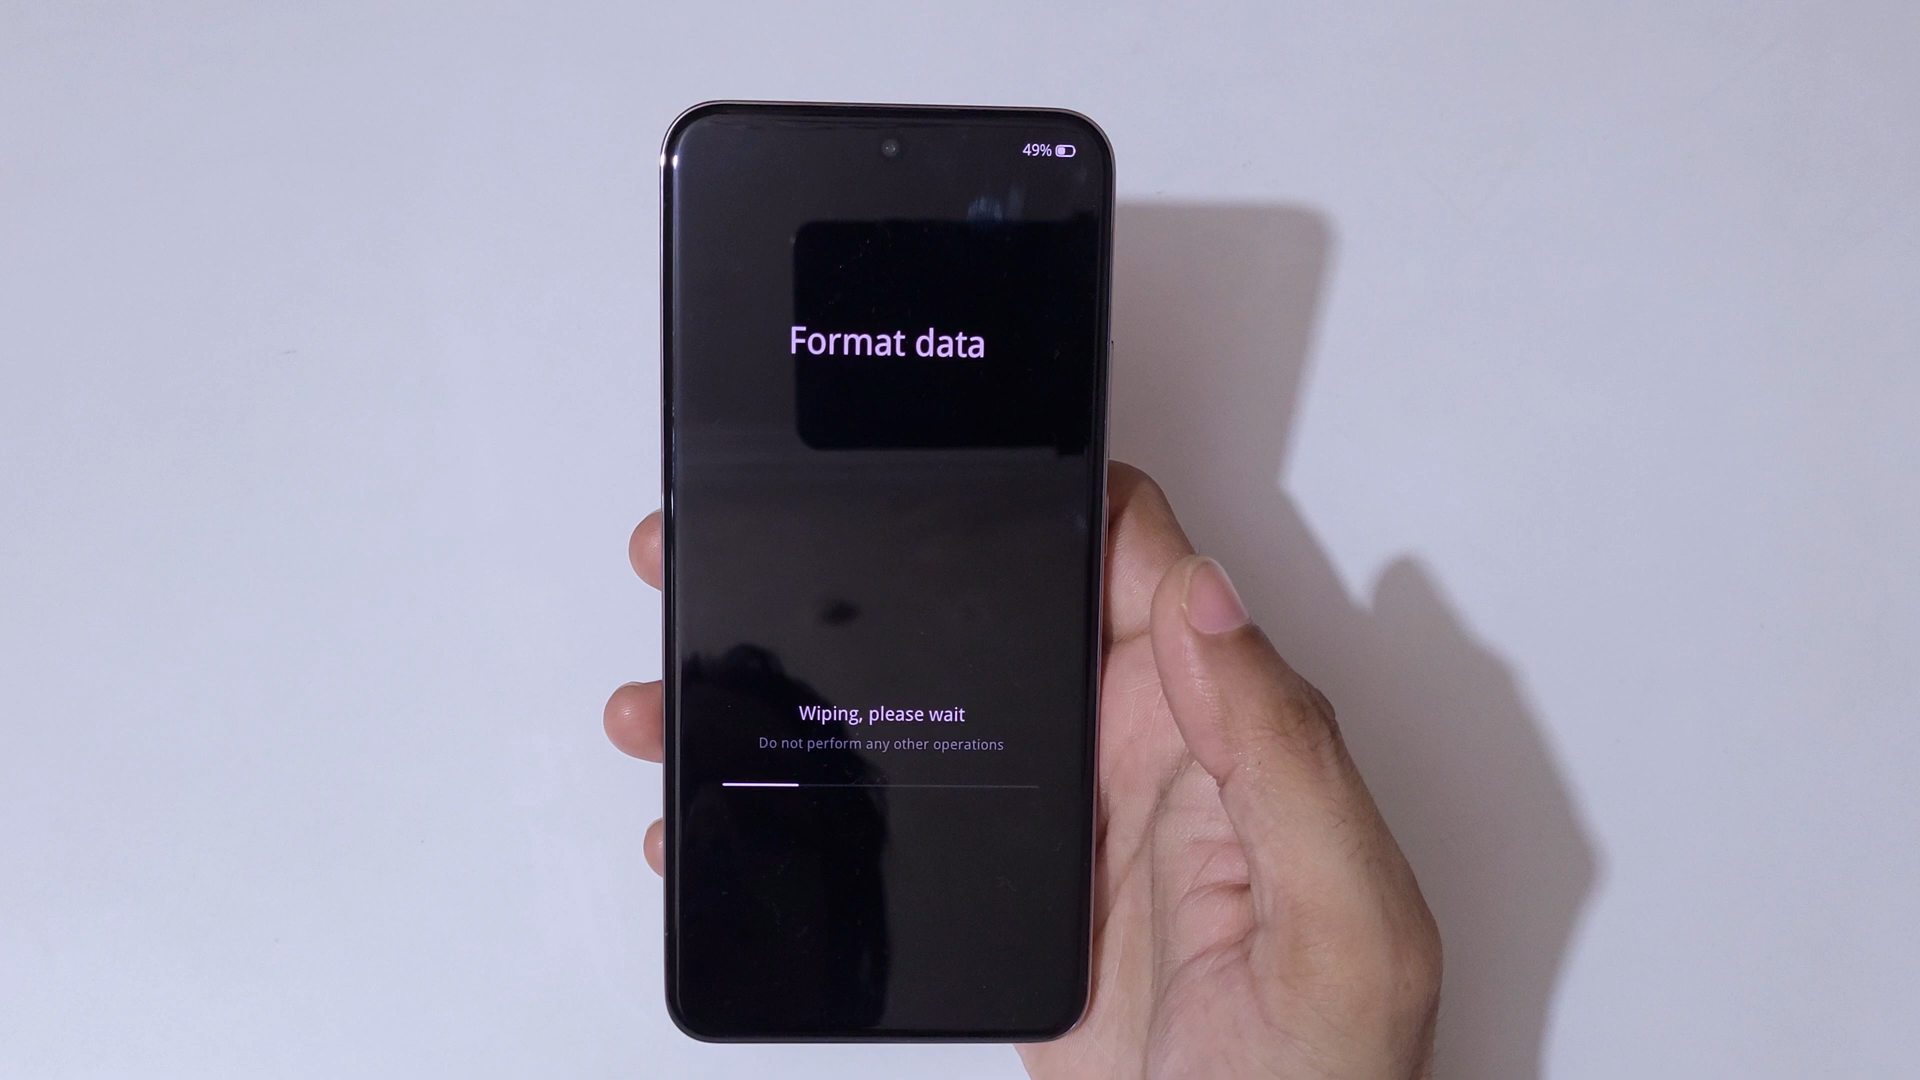 49%
Format data
Wiping, please wait
Do not perform any other operations